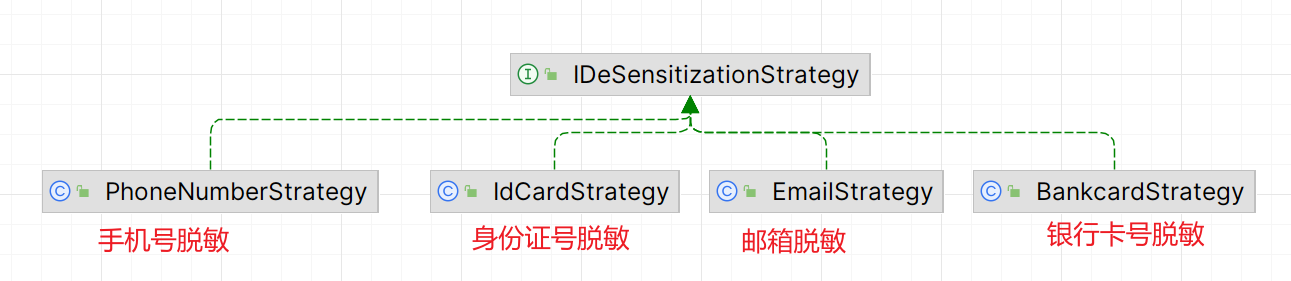 I IDeSensitizationStrategy
C PhoneNumberStrategy
C IdCardStrategy
C EmailStrategy
C BankcardStrategy
手机号脱敏
身份证号脱敏
邮箱脱敏
银行卡号脱敏